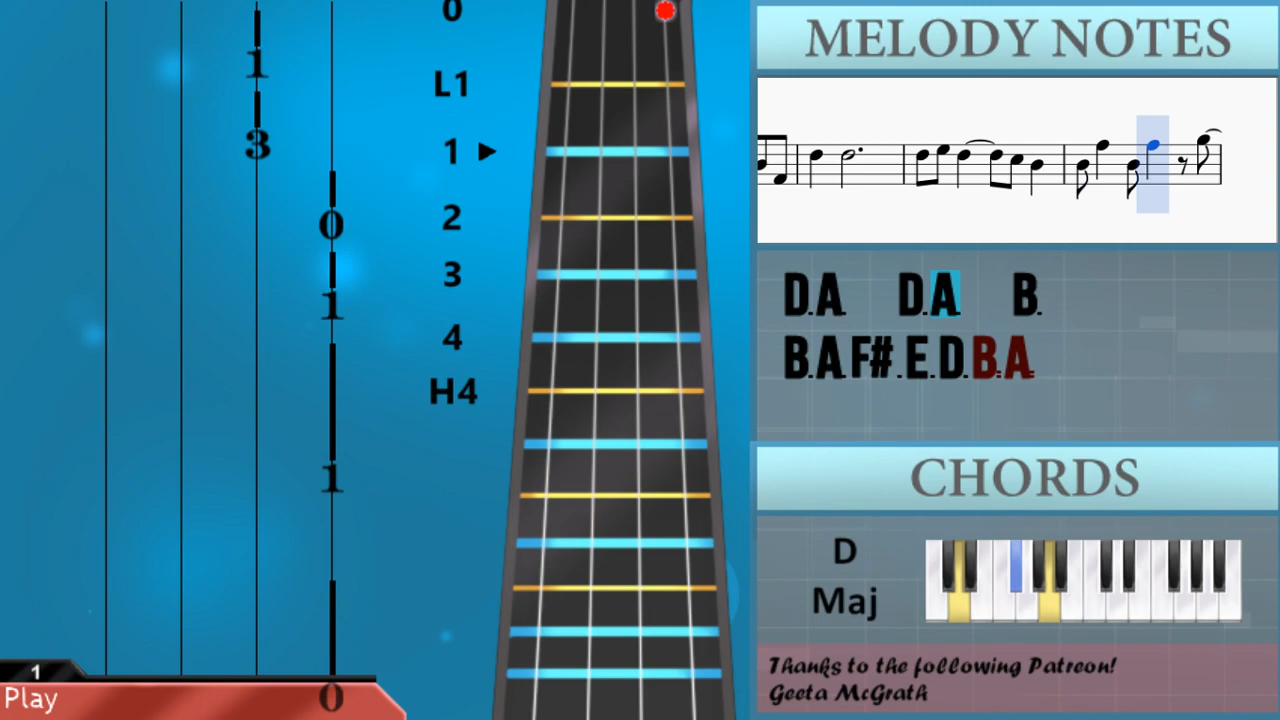 1
3
0
1
1
1
Play
0
0
L1
1
2
3
4
H4
MELODY NOTES
D.A. D.A. B.
B.A.F#.E.D.B.A.
CHORDS
D
Maj
Thanks to the following Patreon!
Geeta McGrath